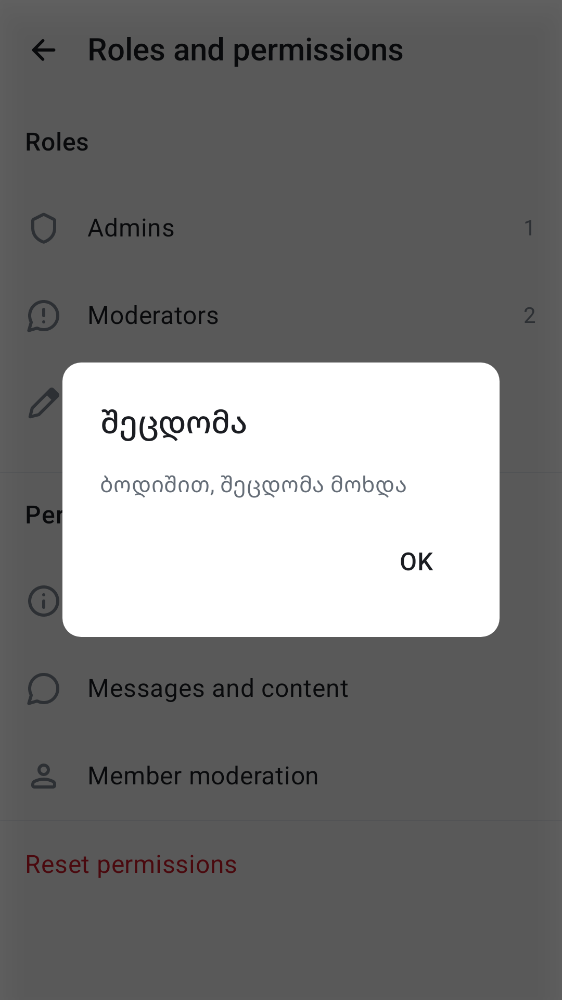 Roles and permissions
Roles
Admins 1
Moderators 2
შეცდომა
ბოდიშით, შეცდომა მოხდა
OK
Messages and content
Member moderation
Reset permissions